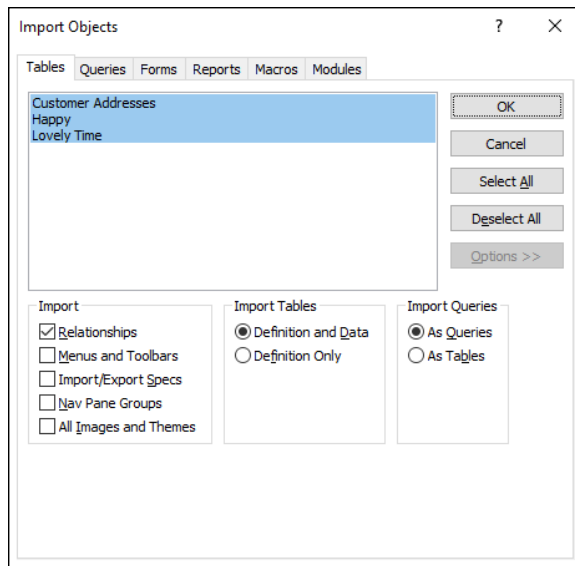 Import Objects ?
Tables Queries Forms Reports Macros Modules
Customer Addresses
Happy
Lovely Time
OK
Cancel
Select All
Deselect All
Options >>
Import
Relationships
Menus and Toolbars
Import/Export Specs
Nav Pane Groups
All Images and Themes
Import Tables
Definition and Data
Definition Only
Import Queries
As Queries
As Tables